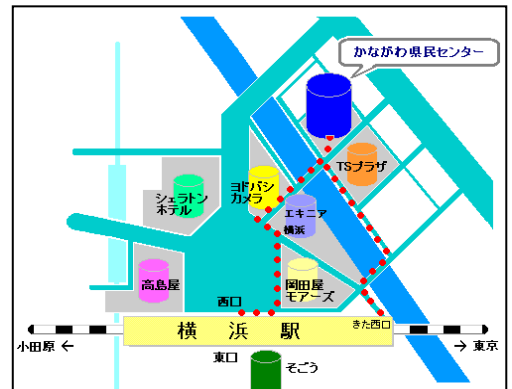 かながわ県民センター
TSプラザ
ヨドバシ
カメラ
シェラトン
ホテル
エキニア
横浜
高島屋
岡田屋
モアーズ
西口
きた西口
横浜駅
小田原 ←
→ 東京
東口
そごう